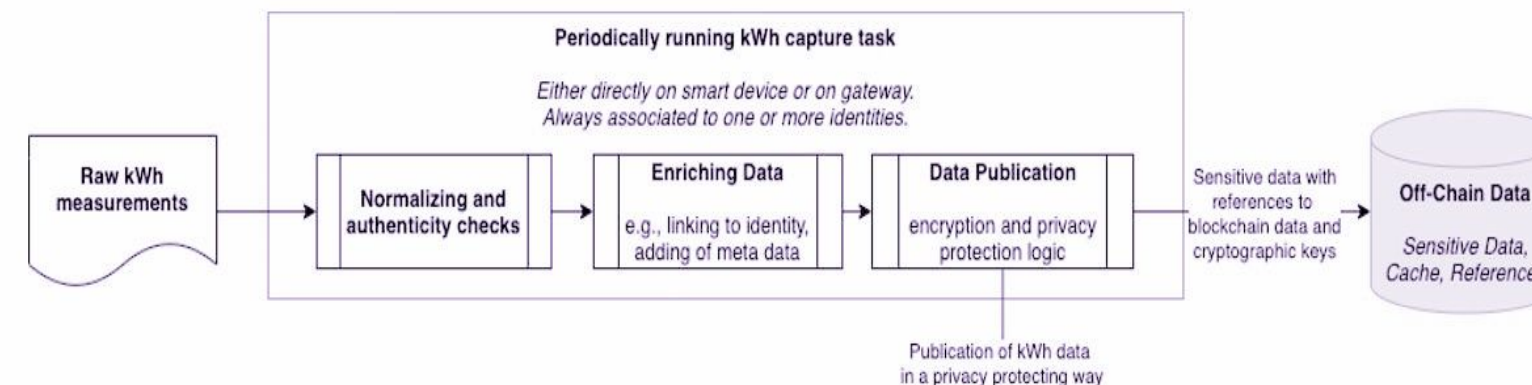 Periodically running kWh capture task
Either directly on smart device or on gateway.
Always associated to one or more identities.
Raw kWh
measurements
Normalizing and
authenticity checks
Enriching Data
e.g., linking to identity,
adding of meta data
Data Publication
encryption and privacy
protection logic
Sensitive data with
references to
blockchain data and
cryptographic keys
Off-Chain Data
Sensitive Data,
Cache, Reference
Publication of kWh data
in a privacy protecting way